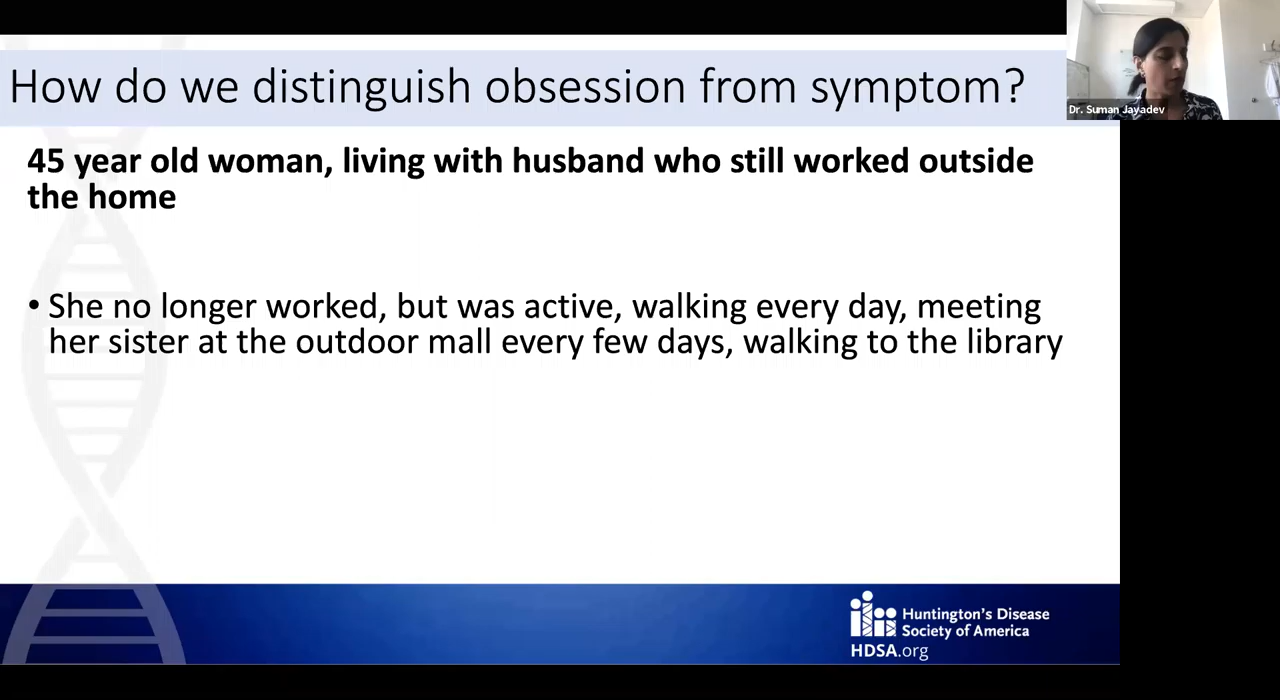 How do we distinguish obsession from symptom?
Dr. Suman Jayadev
45 year old woman, living with husband who still worked outside
the home
• She no longer worked, but was active, walking every day, meeting
her sister at the outdoor mall every few days, walking to the library
Huntington's Disease
Society of America
HDSA.org